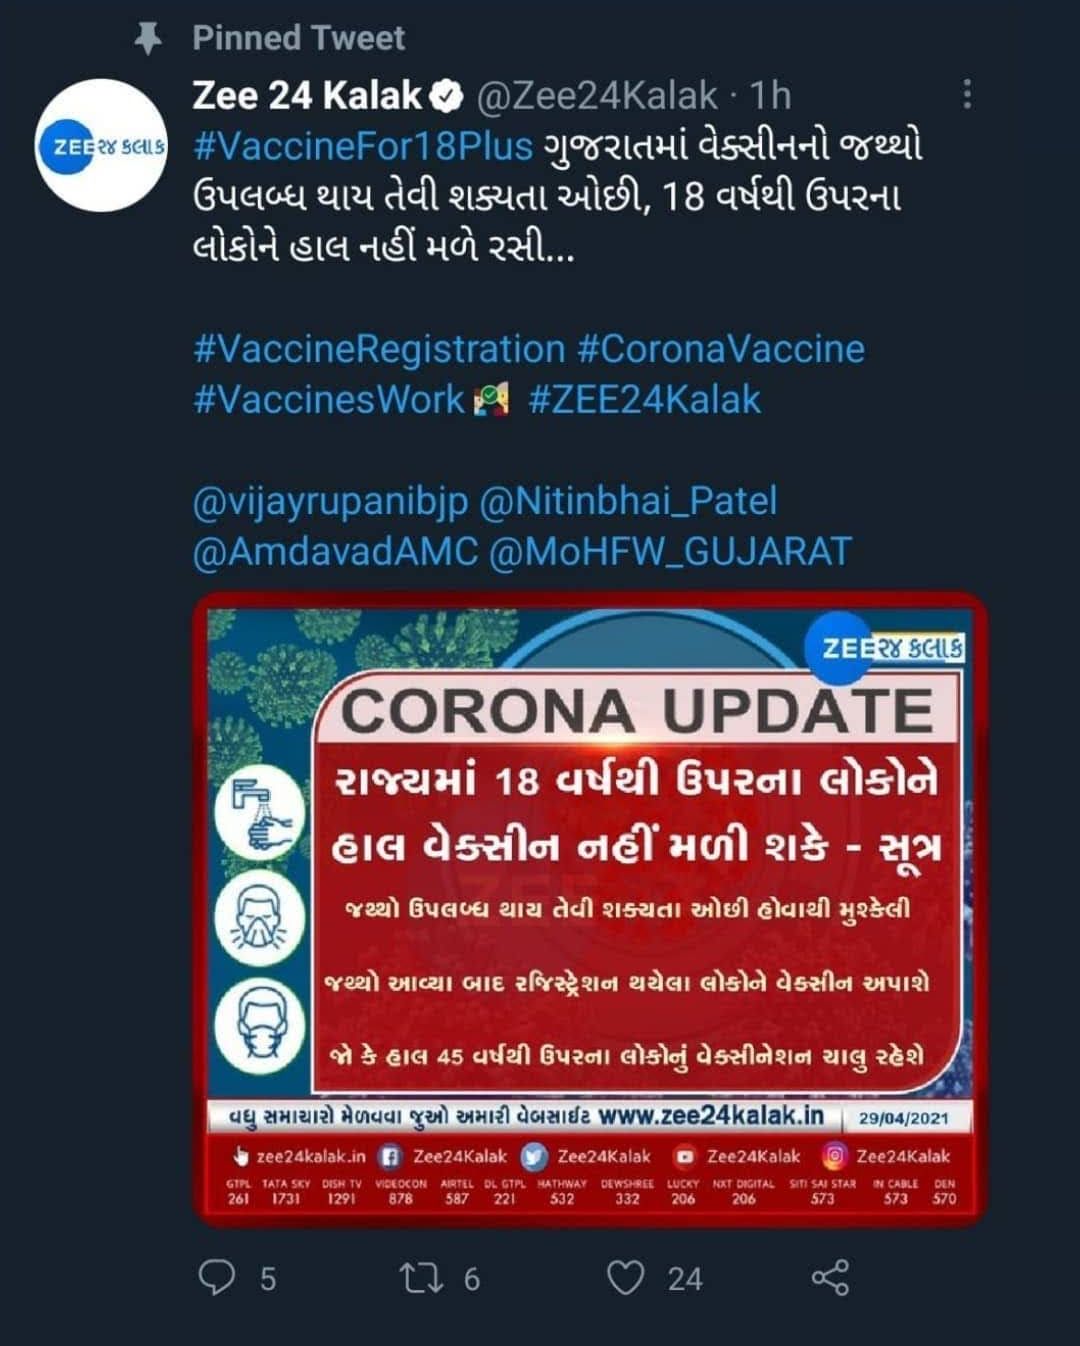 Pinned Tweet
Zee 24 Kalak @Zee24Kalak · 1h
ZEE ૨૪ કલાક
#VaccineFor18Plus ગુજરાતમાં વેક્સીનનો જથ્થો
ઉપલબ્ધ થાય તેવી શક્યતા ઓછી, 18 વર્ષથી ઉપરના
લોકોને હાલ નહીં મળે રસી...
#VaccineRegistration #CoronaVaccine
#VaccinesWork #ZEE24Kalak
@vijayrupanibjp @Nitinbhai_Patel
@AmdavadAMC @MoHFW_GUJARAT
ZEE ૨૪ કલાક
CORONA UPDATE
રાજ્યમાં 18 વર્ષથી ઉપરના લોકોને
હાલ વેક્સીન નહીં મળી શકે - સૂત્ર
જથ્થો ઉપલબ્ધ થાય તેવી શક્યતા ઓછી હોવાથી મુશ્કેલી
જથ્થો આવ્યા બાદ રજિસ્ટ્રેશન થયેલા લોકોને વેક્સીન અપાશે
જો કે હાલ 45 વર્ષથી ઉપરના લોકોનું વેક્સીનેશન ચાલુ રહેશે
વધુ સમાચારો મેળવવા જુઓ અમારી વેબસાઈટ www.zee24kalak.in 29/04/2021
zee24kalak.in Zee24Kalak Zee24Kalak Zee24Kalak Zee24Kalak
GTPL TATA SKY DISH TV VIDEOCON AIRTEL DL GTPL HATHWAY DEWSHREE LUCKY NXT DIGITAL SITI SAI STAR IN CABLE DEN
261 1731 1291 878 587 221 532 332 206 206 573 573 570
5 6 24